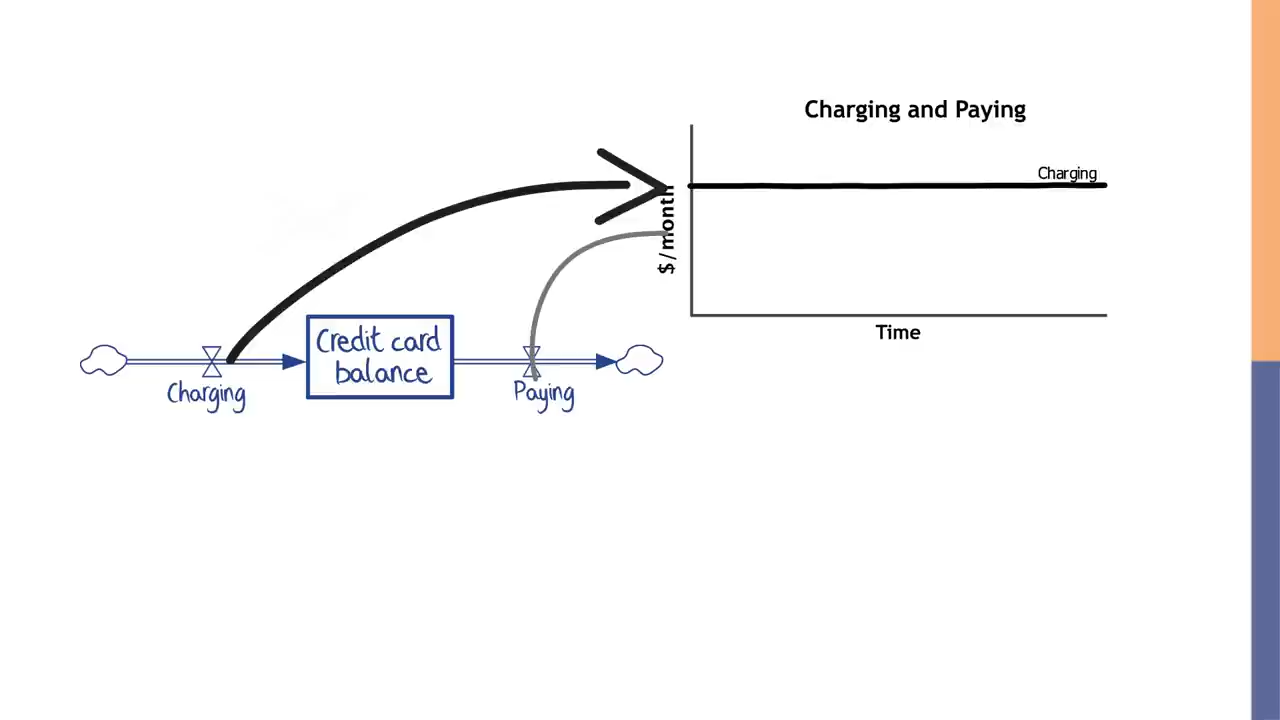 Charging and Paying
Charging
$/month
Time
Credit card
balance
Charging
Paying